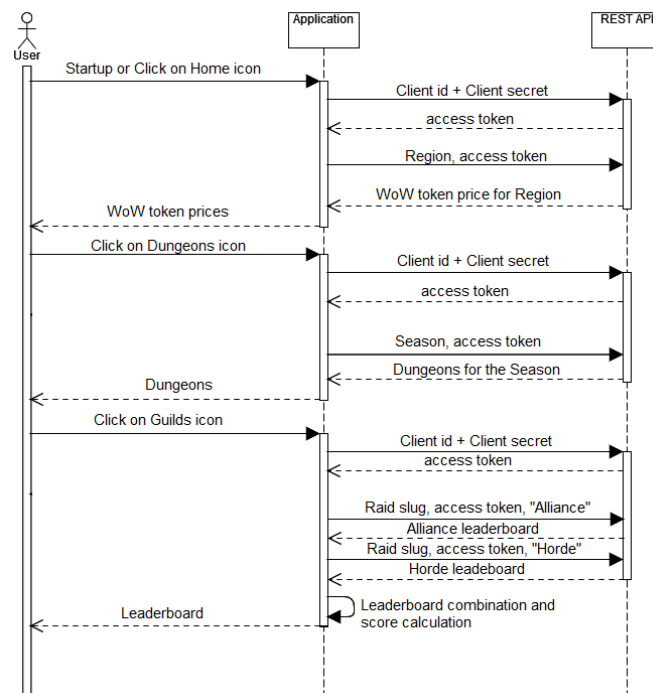 Application
REST API
User
Startup or Click on Home icon
Client id + Client secret
access token
Region, access token
WoW token price for Region
WoW token prices
Click on Dungeons icon
Client id + Client secret
access token
Season, access token
Dungeons for the Season
Dungeons
Click on Guilds icon
Client id + Client secret
access token
Raid slug, access token, "Alliance"
Alliance leaderboard
Raid slug, access token, "Horde"
Horde leadeboard
Leaderboard combination and
score calculation
Leaderboard